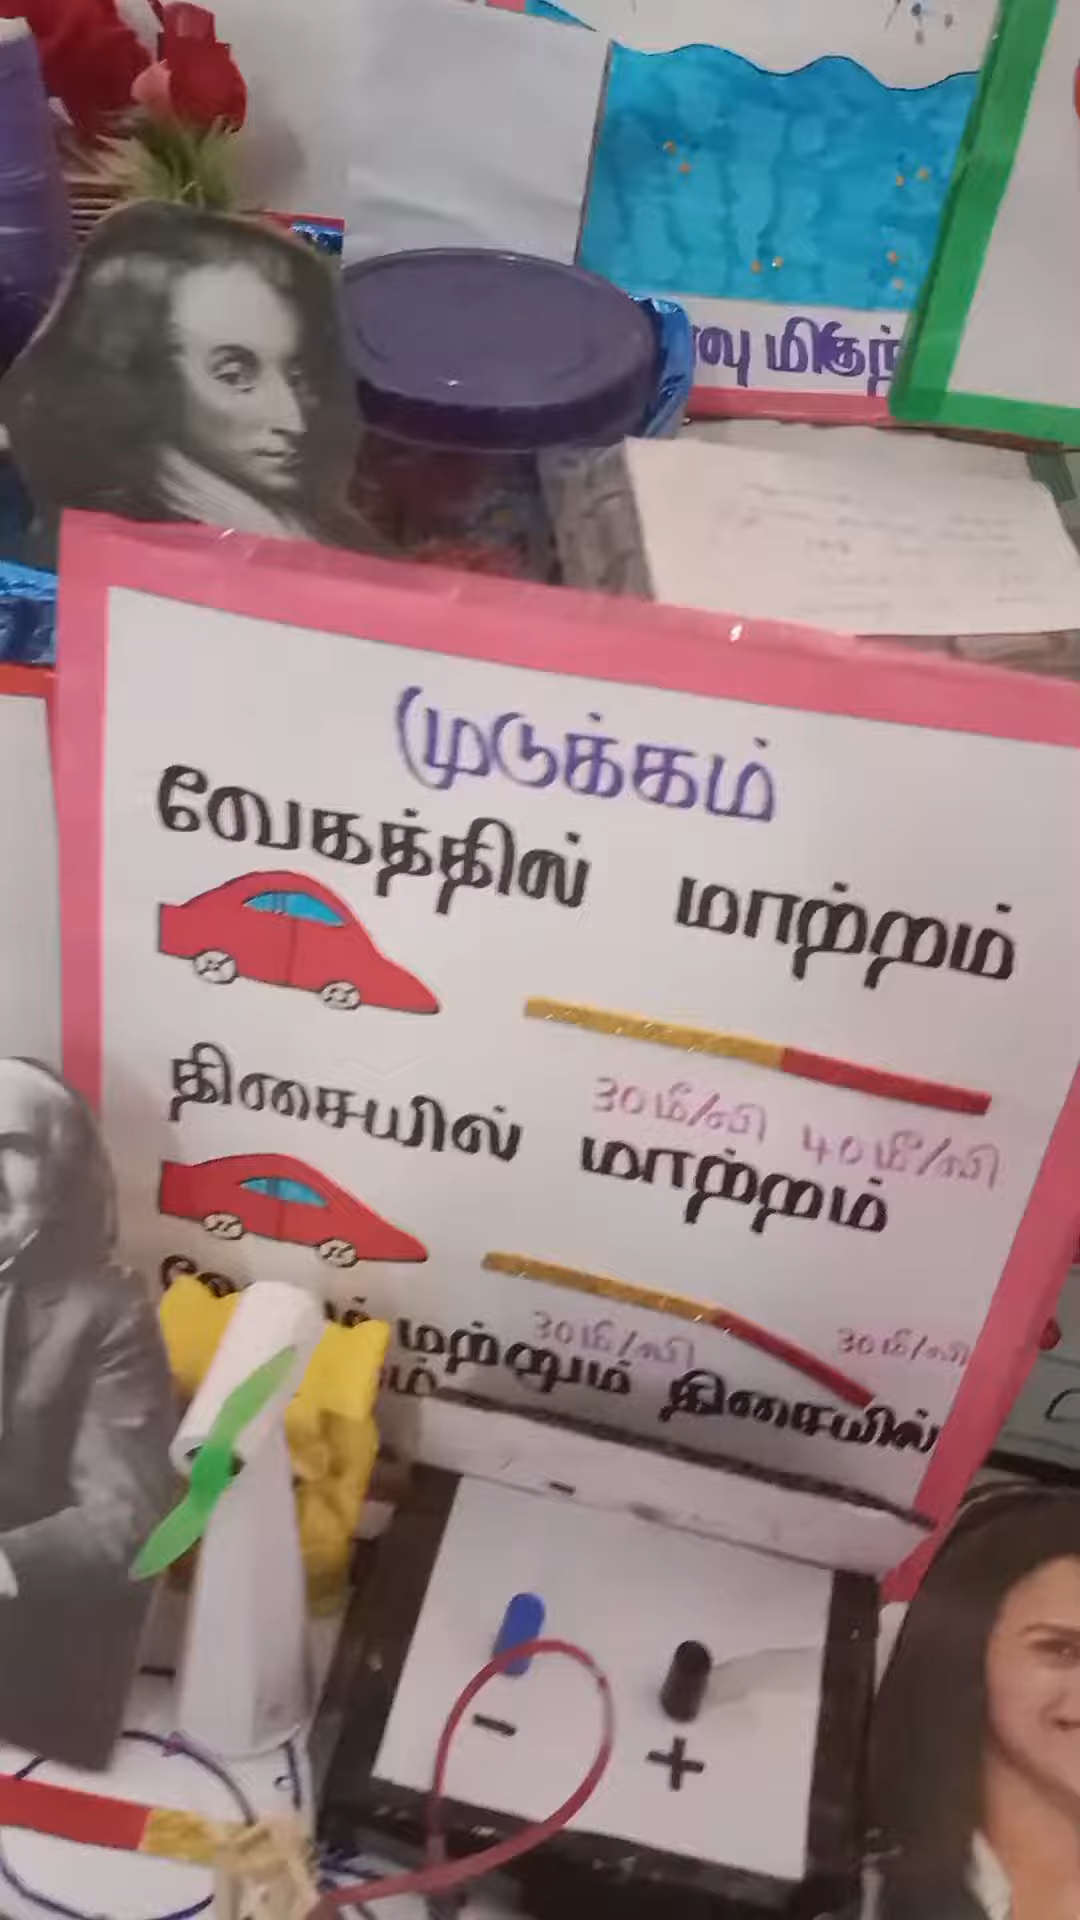 முடுக்கம்
வேகத்தில் மாற்றம்
30மீ/வி 40மீ/வி
திசையில் மாற்றம்
30மி/வி 30மி/வி
மற்றும் திசையில்
-
+